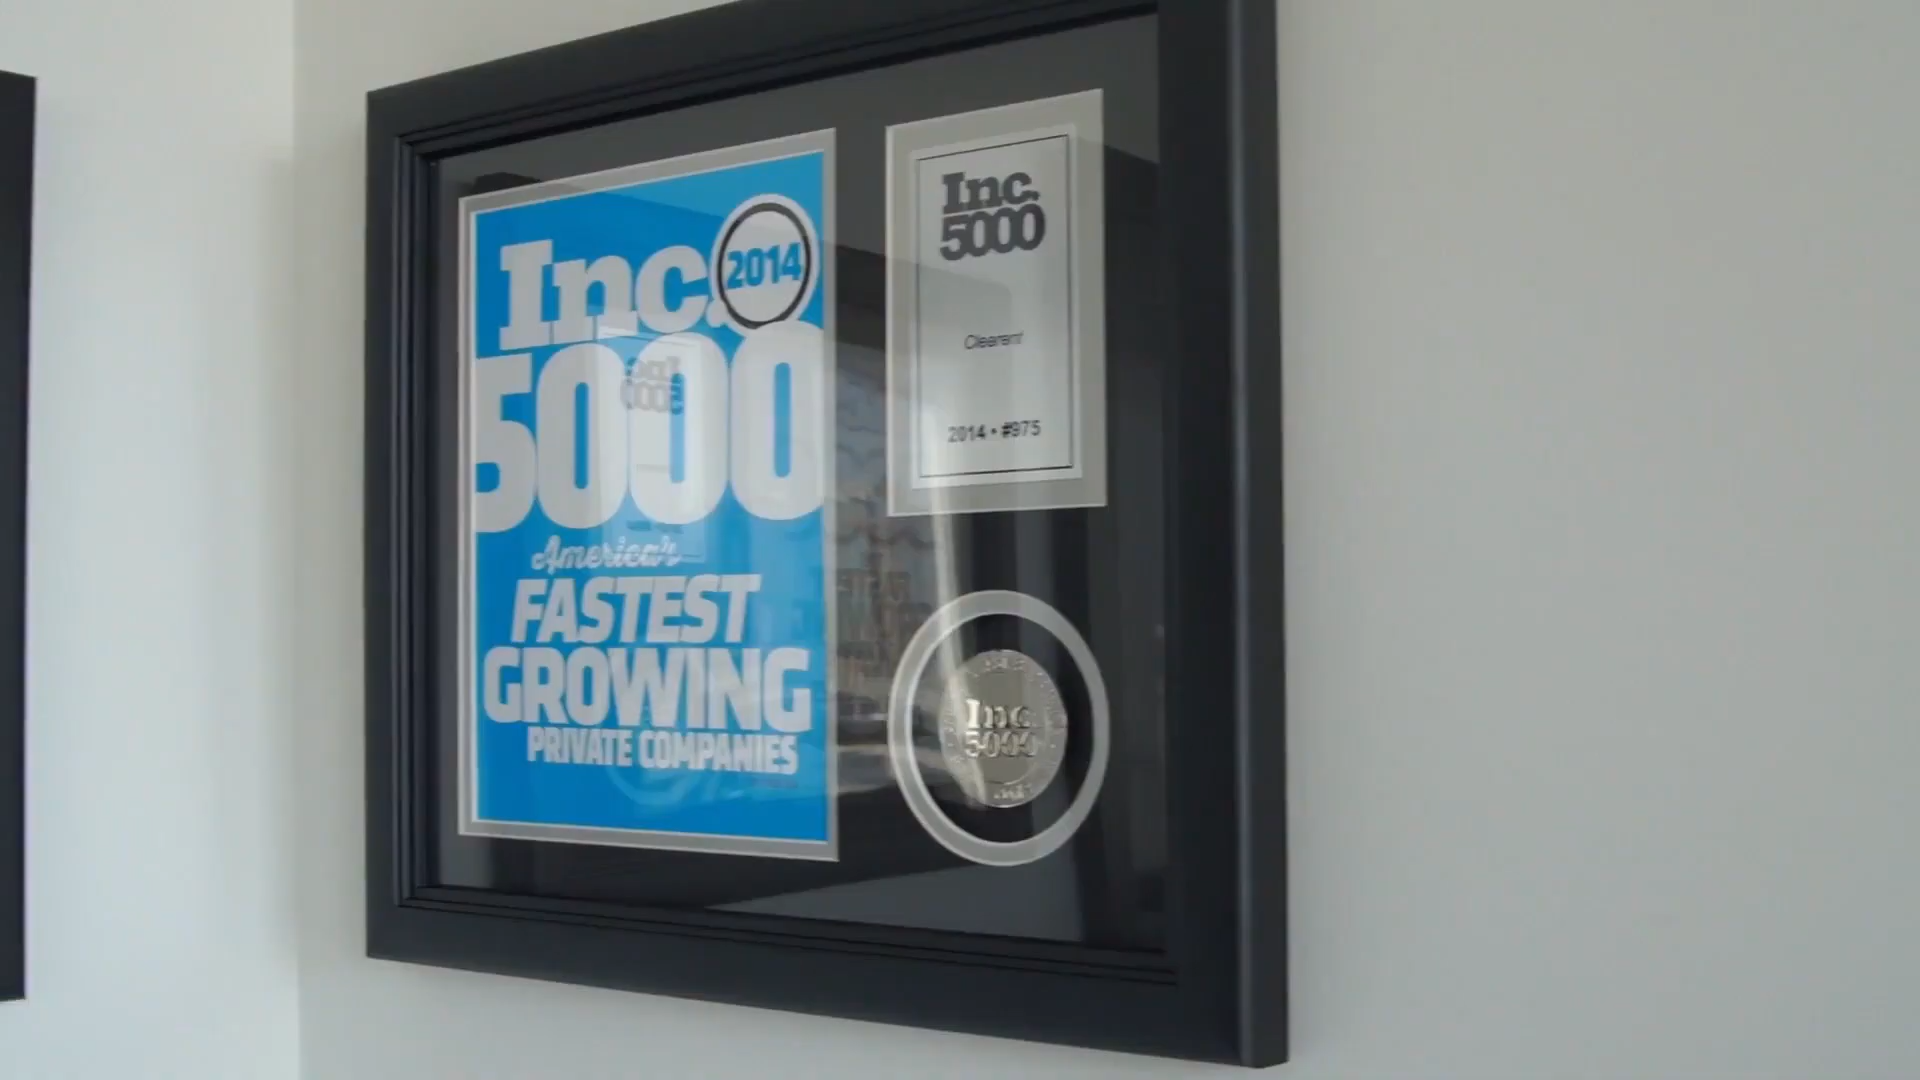 Inc. 2014
5000
America's
FASTEST
GROWING
PRIVATE COMPANIES
Inc.
5000
Clearent
2014 • #975
Inc.
5000